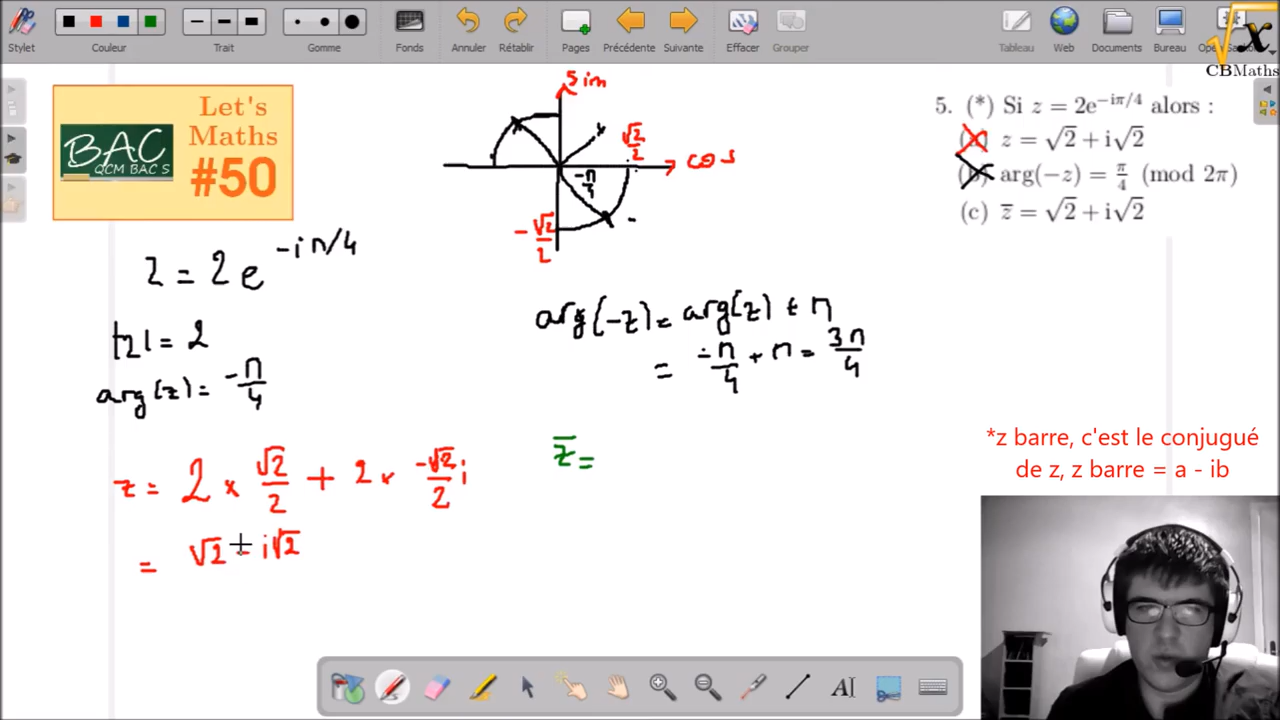 Stylet
Couleur
Trait
Gomme
Fonds
Annuler
Rétablir
Pages
Précédente
Suivante
Effacer
Grouper
Tableau
Web
Documents
Bureau
√x
CBMaths
Let's
Maths
#50
BAC
QCM BAC S
sin
cos
√2/2
-π/4
-√2/2
5. (*) Si z = 2e^{-iπ/4} alors :
z = √2 + i√2
(b) arg(−z) = π/4 (mod 2π)
(c) z̅ = √2 + i√2
z = 2e^{-iπ/4}
|z| = 2
arg(z) = -π/4
arg(-z) = arg(z) + π
= -π/4 + π = 3π/4
z = 2 × √2/2 + 2 × -√2/2 i
= √2 - i√2
z̅ =
*z barre, c'est le conjugué
de z, z barre = a - ib
AI